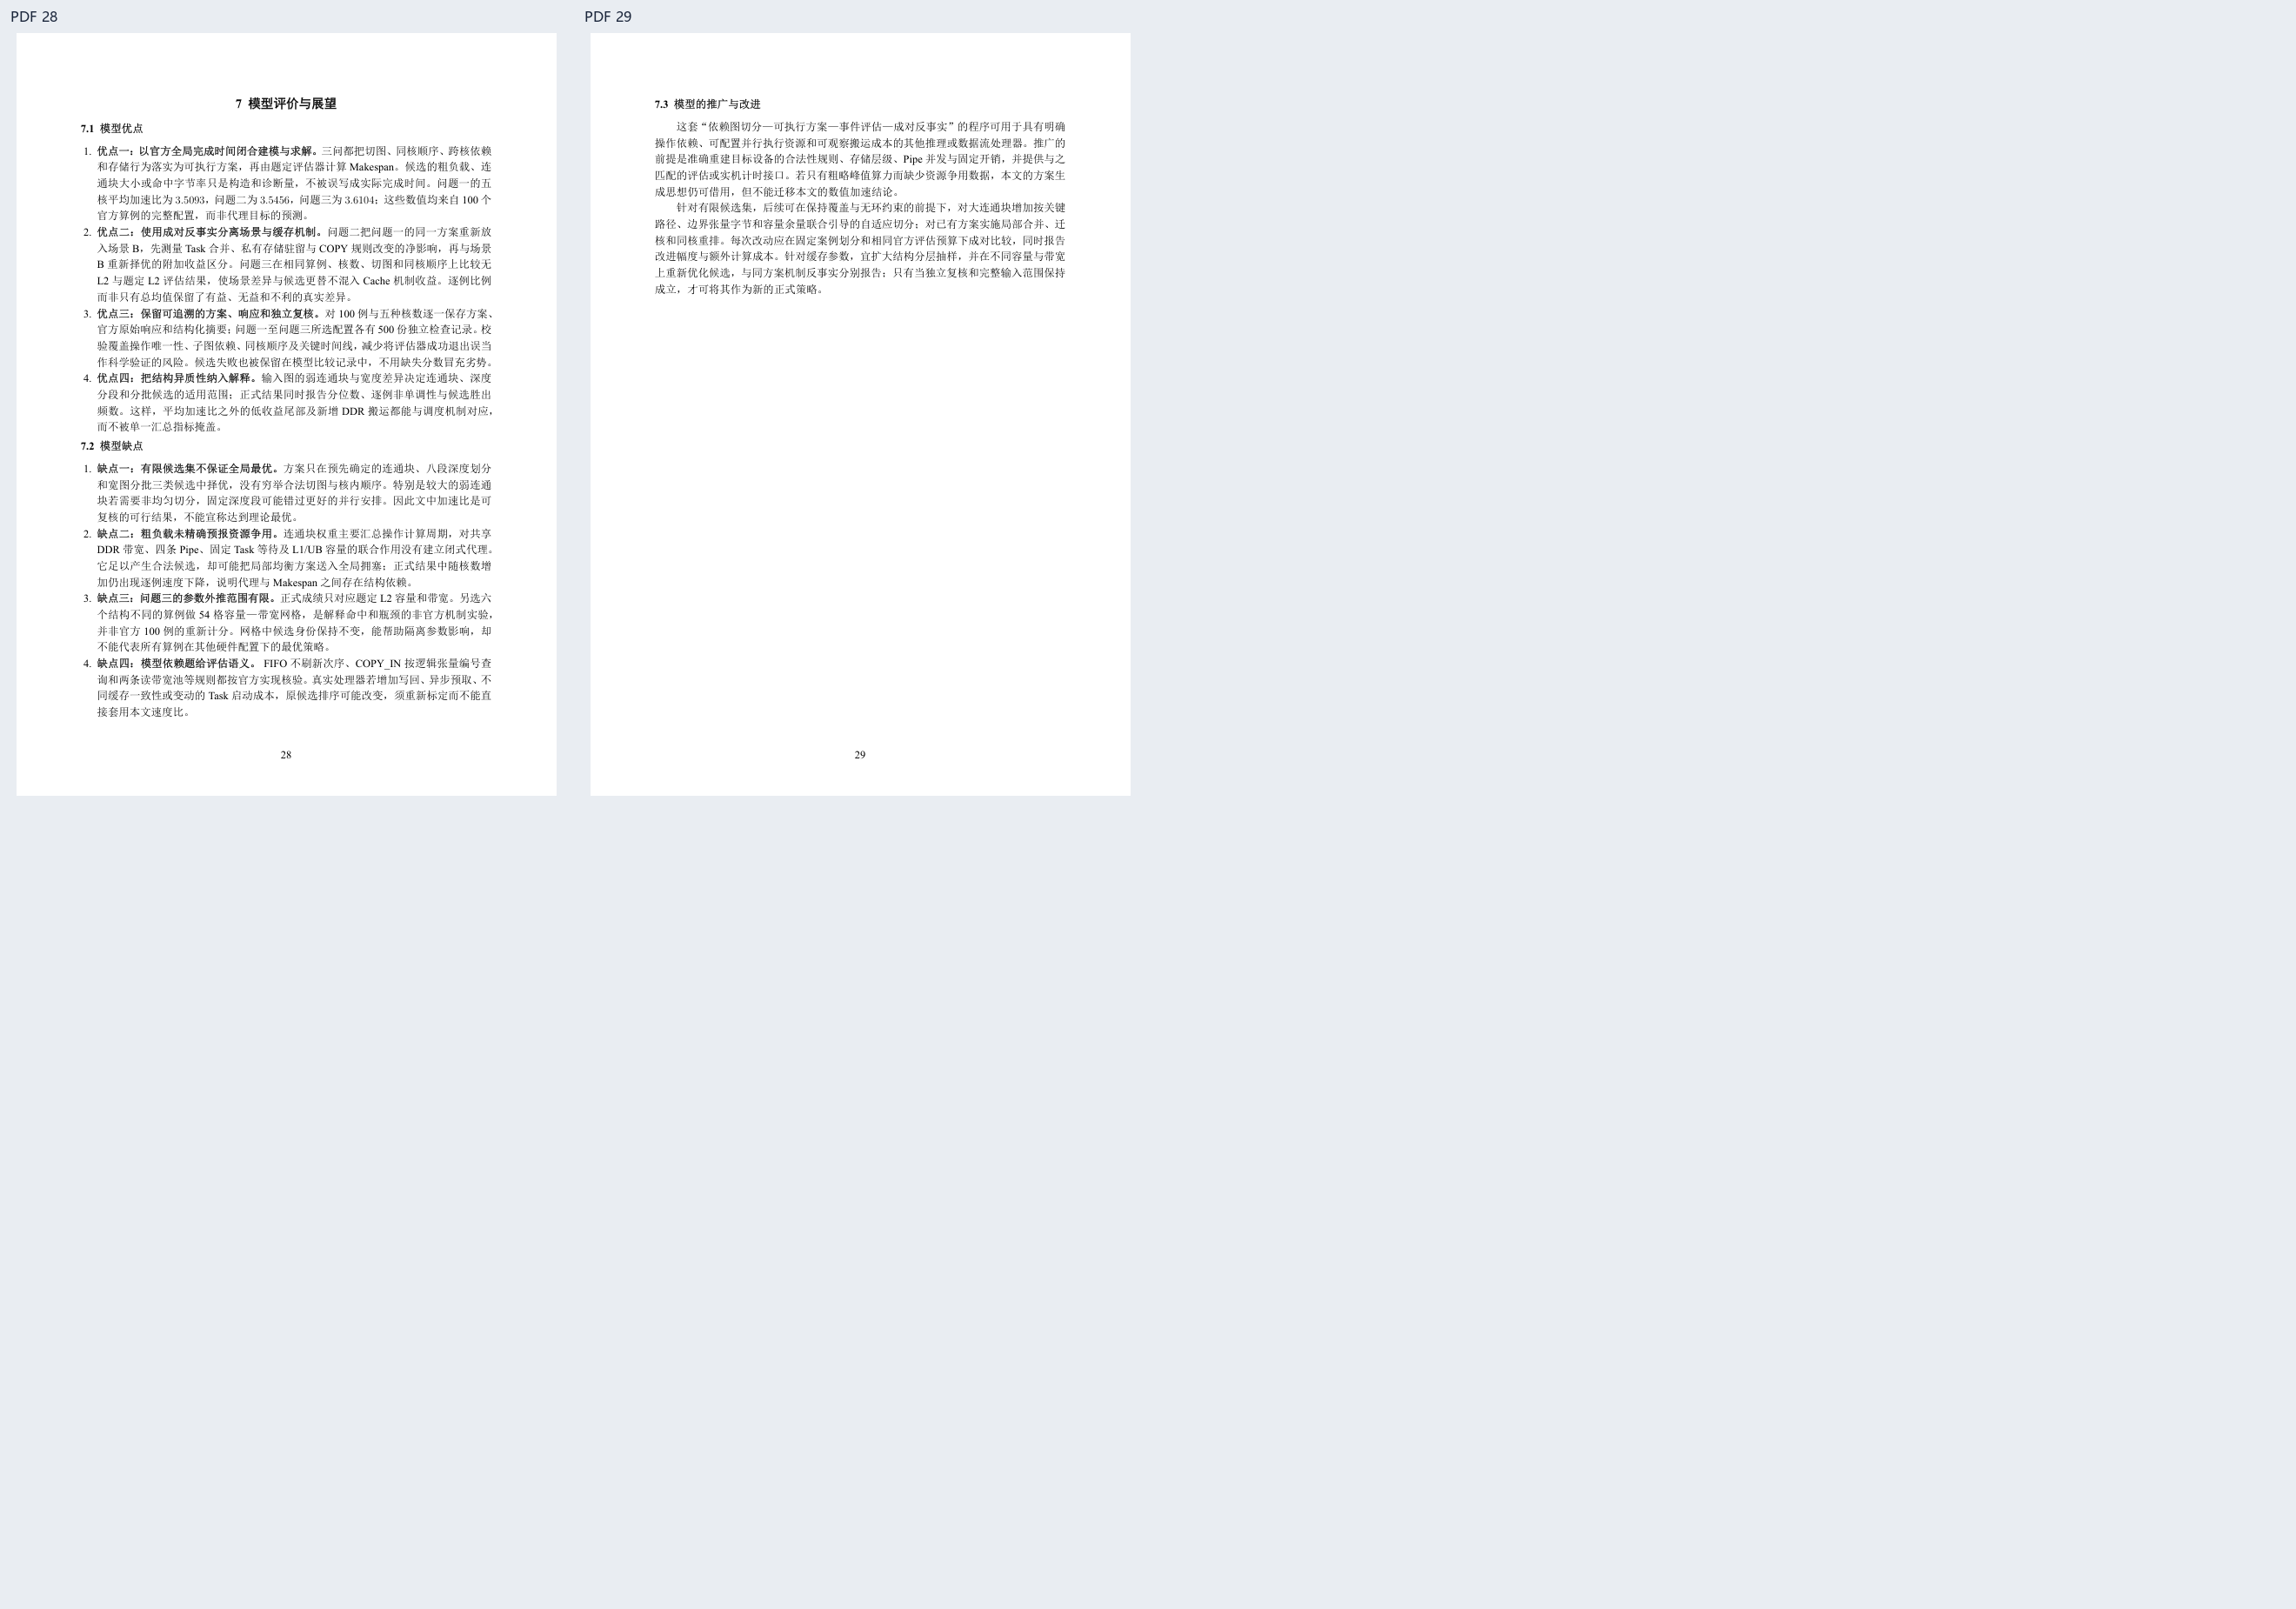 PDF 28
7 模型评价与展望
7.1 模型优点
1. 优点一：以官方全局完成时间闭合建模与求解。三问都把切图、同核顺序、跨核依赖
和存储行为落实为可执行方案，再由题定评估器计算 Makespan。候选的粗负载、连
通块大小或命中字节率只是构造和诊断量，不被误写成实际完成时间。问题一的五
核平均加速比为 3.5093，问题二为 3.5456，问题三为 3.6104；这些数值均来自 100 个
官方算例的完整配置，而非代理目标的预测。
2. 优点二：使用成对反事实分离场景与缓存机制。问题二把问题一的同一方案重新放
入场景 B，先测量 Task 合并、私有存储驻留与 COPY 规则改变的净影响，再与场景
B 重新择优的附加收益区分。问题三在相同算例、核数、切图和同核顺序上比较无
L2 与题定 L2 评估结果，使场景差异与候选更替不混入 Cache 机制收益。逐例比例
而非只有总均值保留了有益、无益和不利的真实差异。
3. 优点三：保留可追溯的方案、响应和独立复核。对 100 例与五种核数逐一保存方案、
官方原始响应和结构化摘要；问题一至问题三所选配置各有 500 份独立检查记录。校
验覆盖操作唯一性、子图依赖、同核顺序及关键时间线，减少将评估器成功退出误当
作科学验证的风险。候选失败也被保留在模型比较记录中，不用缺失分数冒充劣势。
4. 优点四：把结构异质性纳入解释。输入图的弱连通块与宽度差异决定连通块、深度
分段和分批候选的适用范围；正式结果同时报告分位数、逐例非单调性与候选胜出
频数。这样，平均加速比之外的低收益尾部及新增 DDR 搬运都能与调度机制对应，
而不被单一汇总指标掩盖。
7.2 模型缺点
1. 缺点一：有限候选集不保证全局最优。方案只在预先确定的连通块、八段深度划分
和宽图分批三类候选中择优，没有穷举合法切图与核内顺序。特别是较大的弱连通
块若需要非均匀切分，固定深度段可能错过更好的并行安排。因此文中加速比是可
复核的可行结果，不能宣称达到理论最优。
2. 缺点二：粗负载未精确预报资源争用。连通块权重主要汇总操作计算周期，对共享
DDR 带宽、四条 Pipe、固定 Task 等待及 L1/UB 容量的联合作用没有建立闭式代理。
它足以产生合法候选，却可能把局部均衡方案送入全局拥塞；正式结果中随核数增
加仍出现逐例速度下降，说明代理与 Makespan 之间存在结构依赖。
3. 缺点三：问题三的参数外推范围有限。正式成绩只对应题定 L2 容量和带宽。另选六
个结构不同的算例做 54 格容量—带宽网格，是解释命中和瓶颈的非官方机制实验，
并非官方 100 例的重新计分。网格中候选身份保持不变，能帮助隔离参数影响，却
不能代表所有算例在其他硬件配置下的最优策略。
4. 缺点四：模型依赖题给评估语义。FIFO 不刷新次序、COPY_IN 按逻辑张量编号查
询和两条读带宽池等规则都按官方实现核验。真实处理器若增加写回、异步预取、不
同缓存一致性或变动的 Task 启动成本，原候选排序可能改变，须重新标定而不能直
接套用本文速度比。
28
PDF 29
7.3 模型的推广与改进
这套“依赖图切分—可执行方案—事件评估—成对反事实”的程序可用于具有明确
操作依赖、可配置并行执行资源和可观察搬运成本的其他推理或数据流处理器。推广的
前提是准确重建目标设备的合法性规则、存储层级、Pipe 并发与固定开销，并提供与之
匹配的评估或实机计时接口。若只有粗略峰值算力而缺少资源争用数据，本文的方案生
成思想仍可借用，但不能迁移本文的数值加速结论。
针对有限候选集，后续可在保持覆盖与无环约束的前提下，对大连通块增加按关键
路径、边界张量字节和容量余量联合引导的自适应切分；对已有方案实施局部合并、迁
核和同核重排。每次改动应在固定案例划分和相同官方评估预算下成对比较，同时报告
改进幅度与额外计算成本。针对缓存参数，宜扩大结构分层抽样，并在不同容量与带宽
上重新优化候选，与同方案机制反事实分别报告；只有当独立复核和完整输入范围保持
成立，才可将其作为新的正式策略。
29